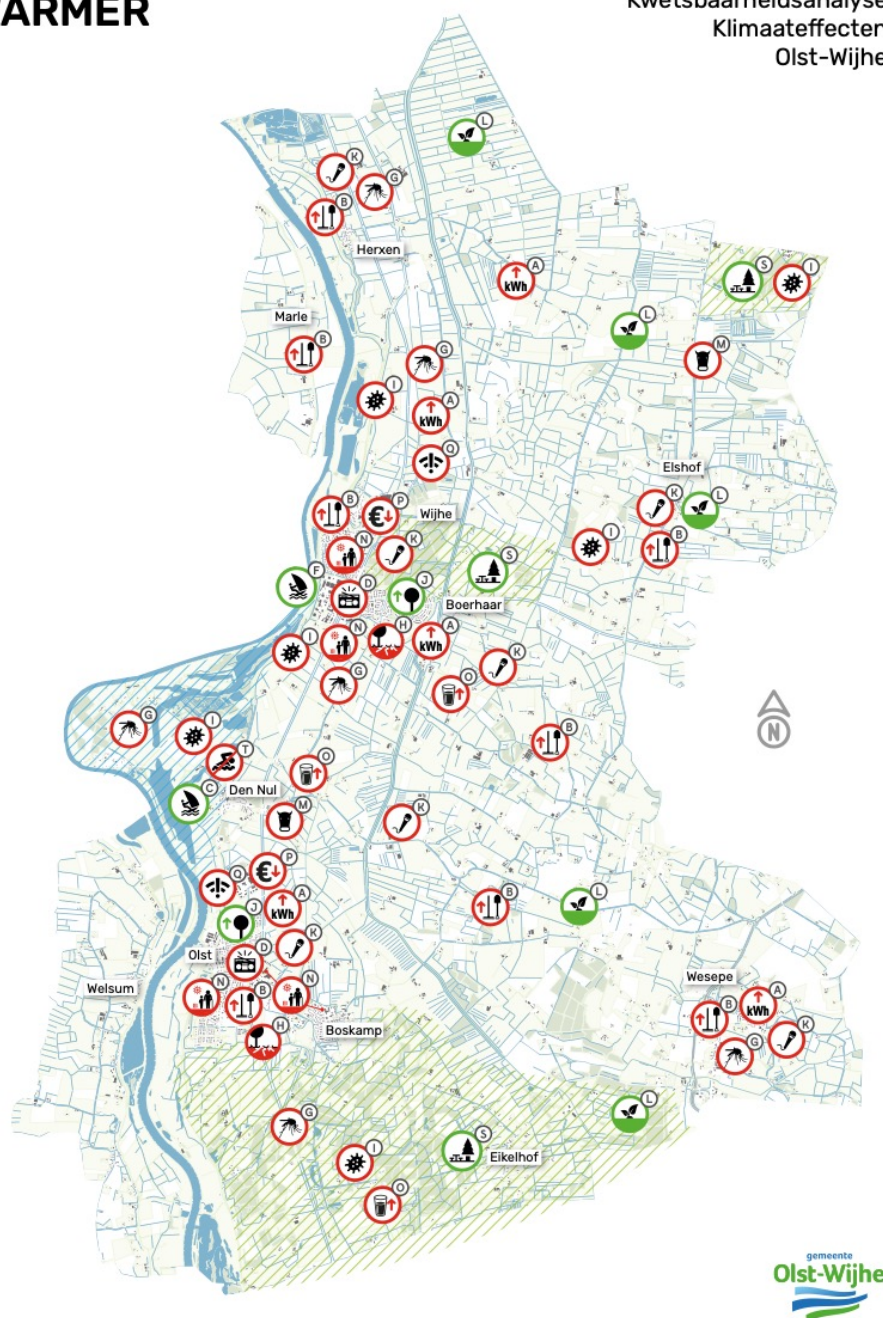 ARMER
Kwetsbaarheidsanalyse
Klimaateffecten
Olst-Wijhe
L
K
G
B
Herxen
A
kWh
S
I
Marle
L
B
G
M
I
A
kWh
Q
Elshof
B
P
€
Wijhe
K
L
N
K
I
B
F
D
J
S
Boerhaar
I
N
H
A
kWh
G
K
O
G
I
T
B
N
C
Den Nul
O
M
K
Q
P
€
J
A
kWh
B
L
Olst
D
K
Welsum
N
B
N
Wesepe
B
A
kWh
H
Boskamp
G
K
G
L
I
S
Eikelhof
O
gemeente
Olst-Wijhe